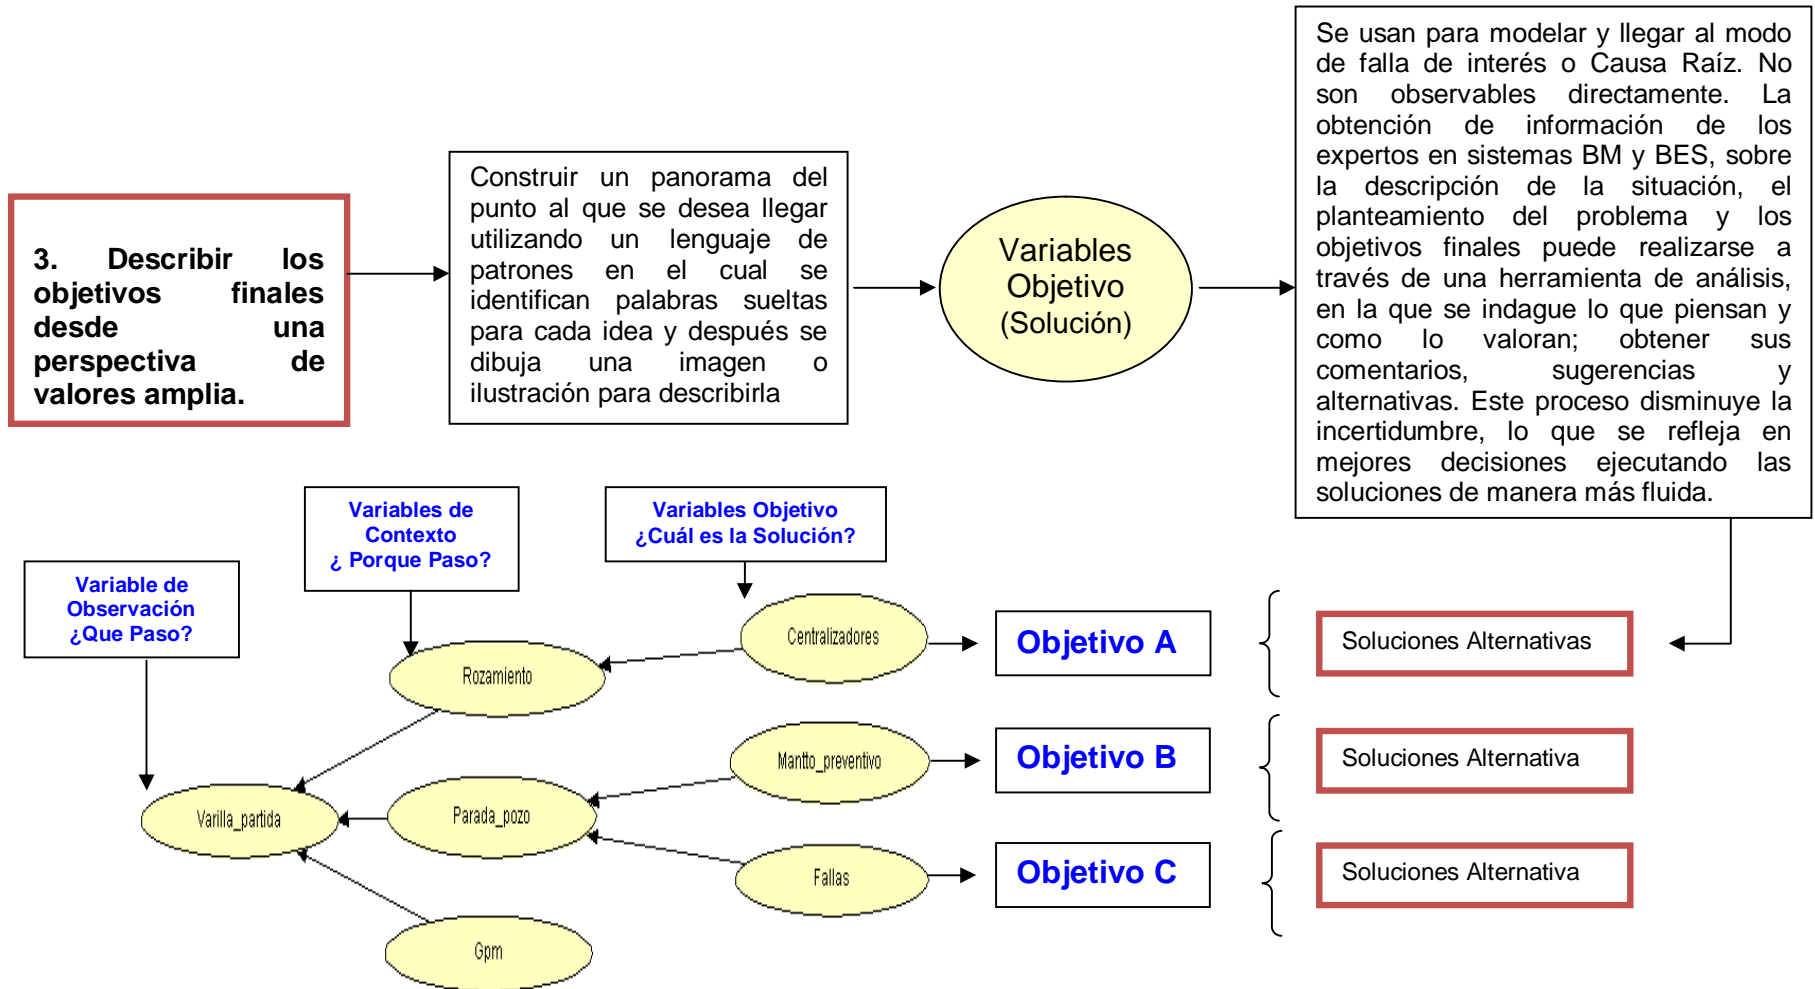 3. Describir los
objetivos finales
desde una
perspectiva de
valores amplia.
Construir un panorama del
punto al que se desea llegar
utilizando un lenguaje de
patrones en el cual se
identifican palabras sueltas
para cada idea y después se
dibuja una imagen o
ilustración para describirla
Variables
Objetivo
(Solución)
Se usan para modelar y llegar al modo
de falla de interés o Causa Raíz. No
son observables directamente. La
obtención de información de los
expertos en sistemas BM y BES, sobre
la descripción de la situación, el
planteamiento del problema y los
objetivos finales puede realizarse a
través de una herramienta de análisis,
en la que se indague lo que piensan y
como lo valoran; obtener sus
comentarios, sugerencias y
alternativas. Este proceso disminuye la
incertidumbre, lo que se refleja en
mejores decisiones ejecutando las
soluciones de manera más fluida.
Variable de
Observación
¿Que Paso?
Variables de
Contexto
¿ Porque Paso?
Variables Objetivo
¿Cuál es la Solución?
Centralizadores
Objetivo A
Soluciones Alternativas
Rozamiento
Mantto_preventivo
Objetivo B
Soluciones Alternativa
Varilla_partida
Parada_pozo
Fallas
Objetivo C
Soluciones Alternativa
Gpm